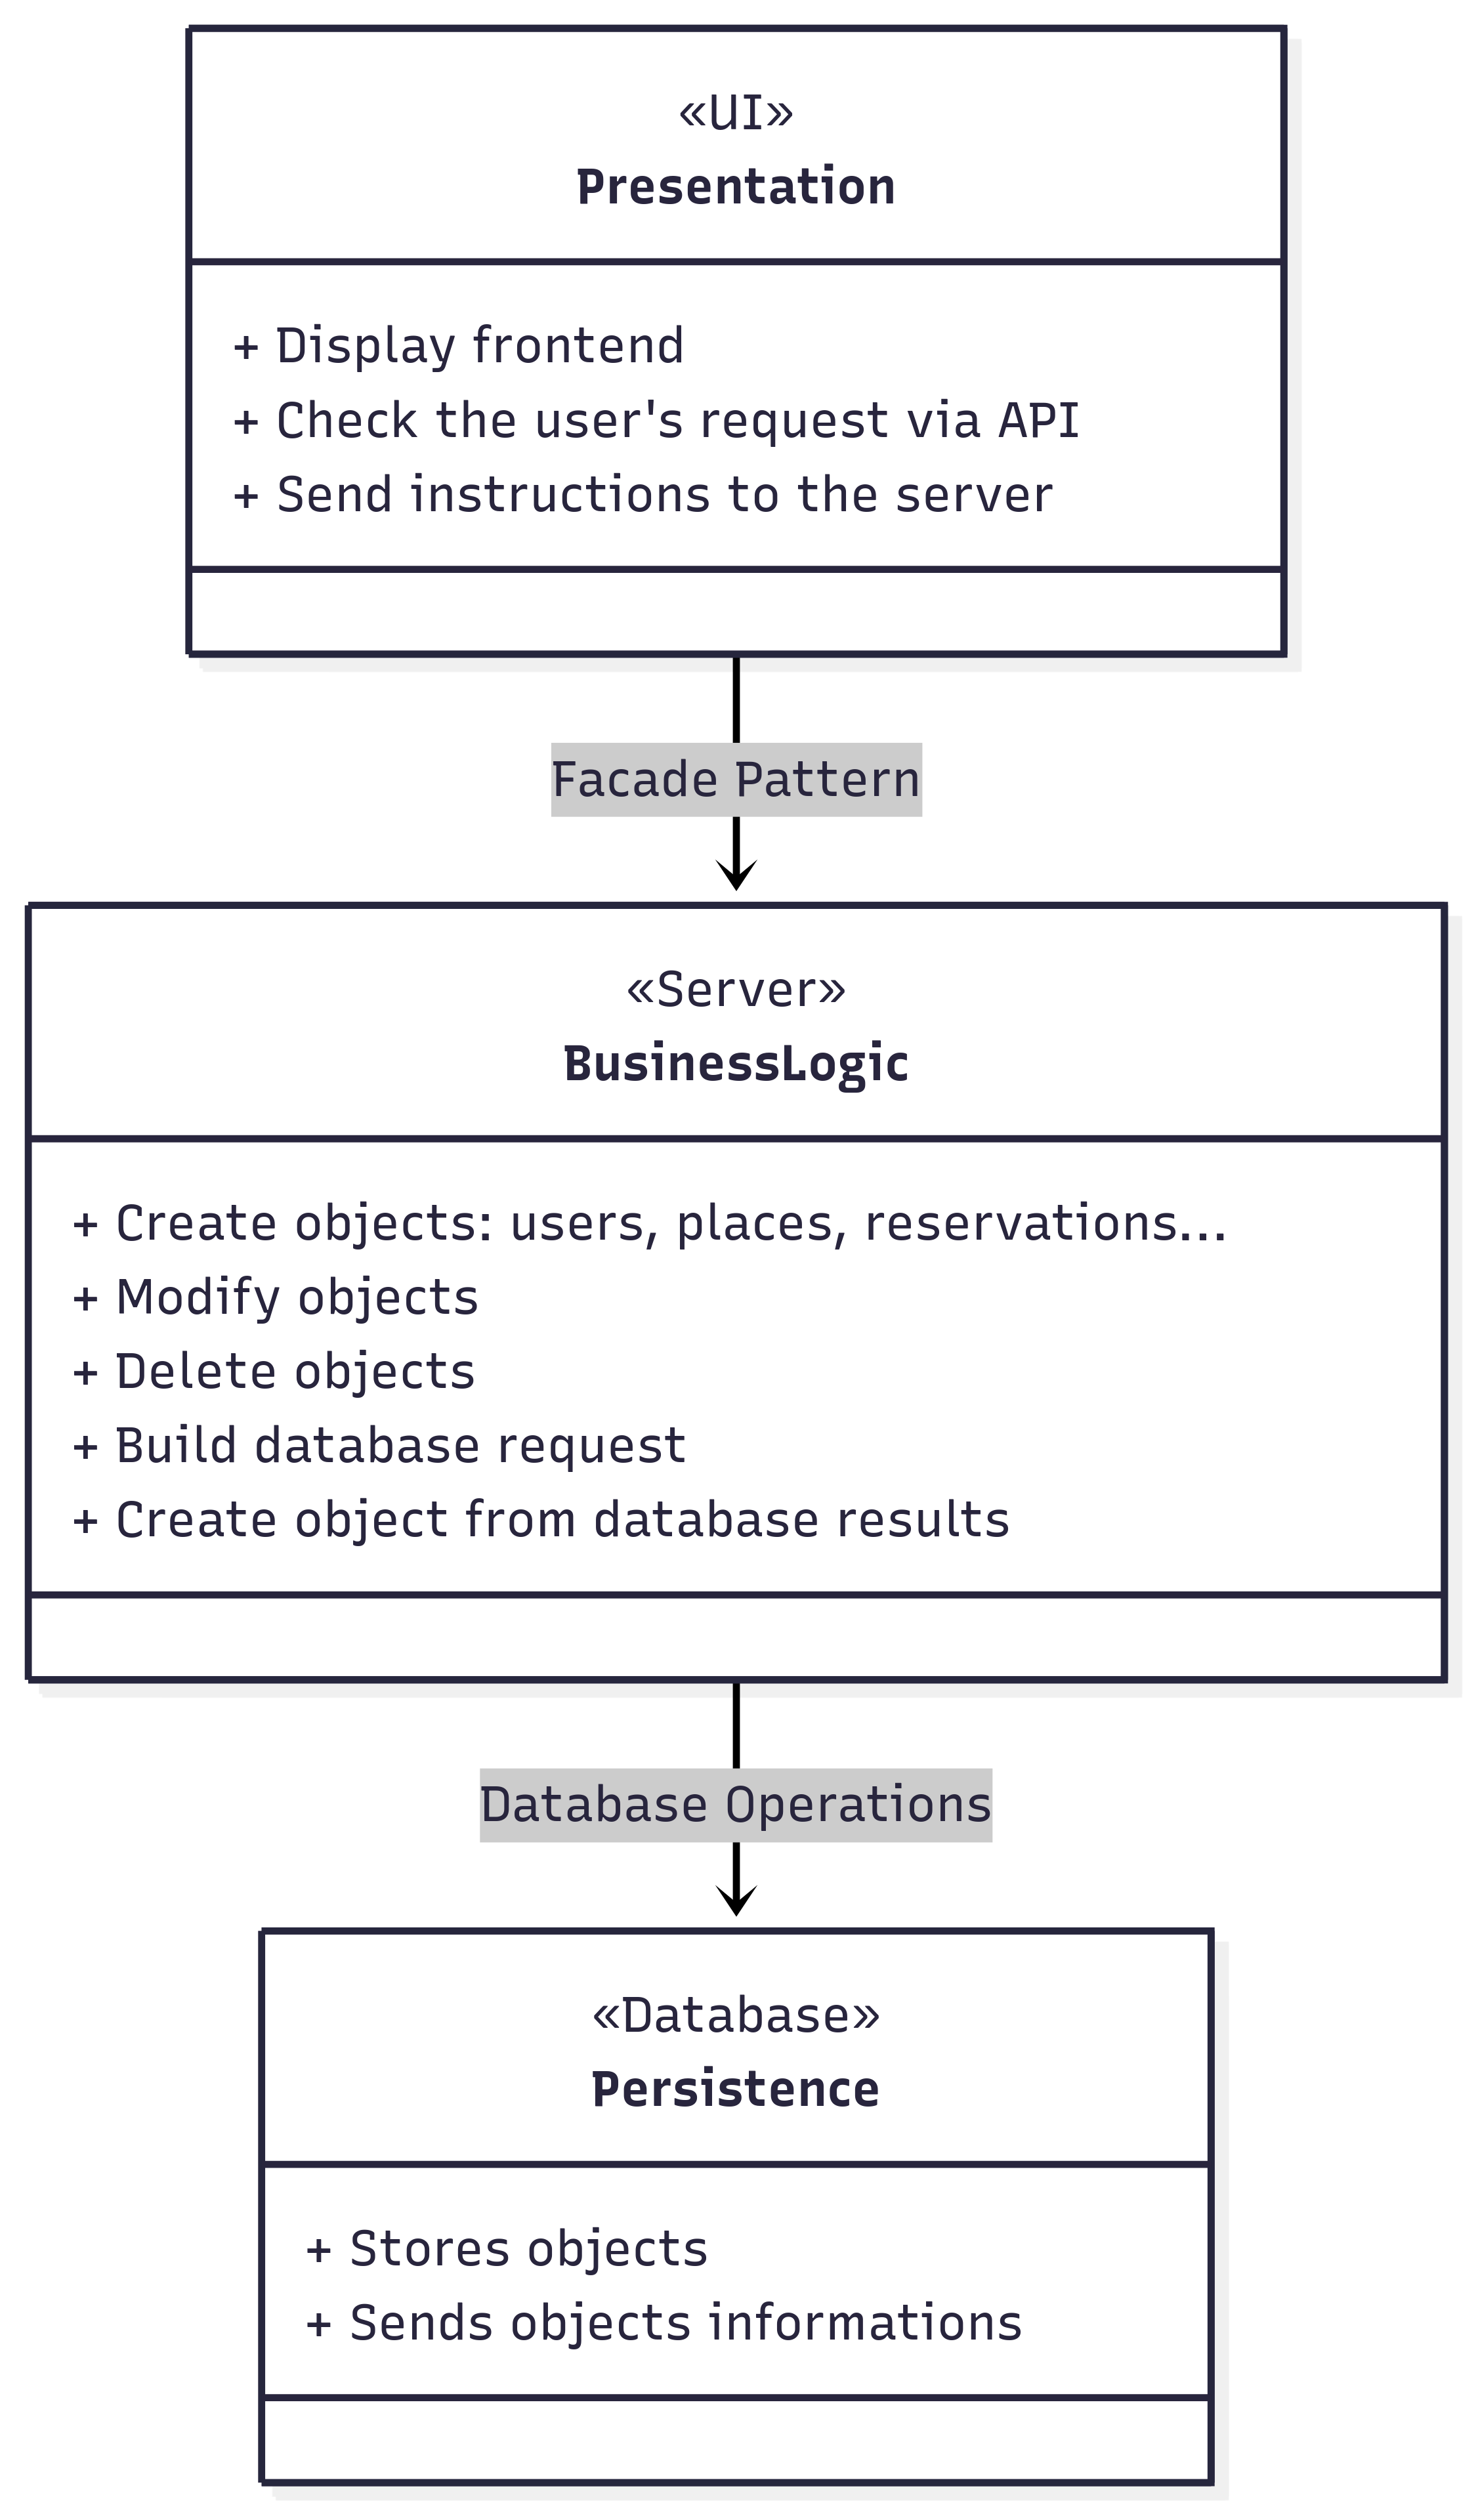 «UI»
Presentation
+ Display frontend
+ Check the user's request via API
+ Send instructions to the server
Facade Pattern
«Server»
BusinessLogic
+ Create objects: users, places, reservations...
+ Modify objects
+ Delete objects
+ Build database request
+ Create object from database results
Database Operations
«Database»
Persistence
+ Stores objects
+ Sends objects informations